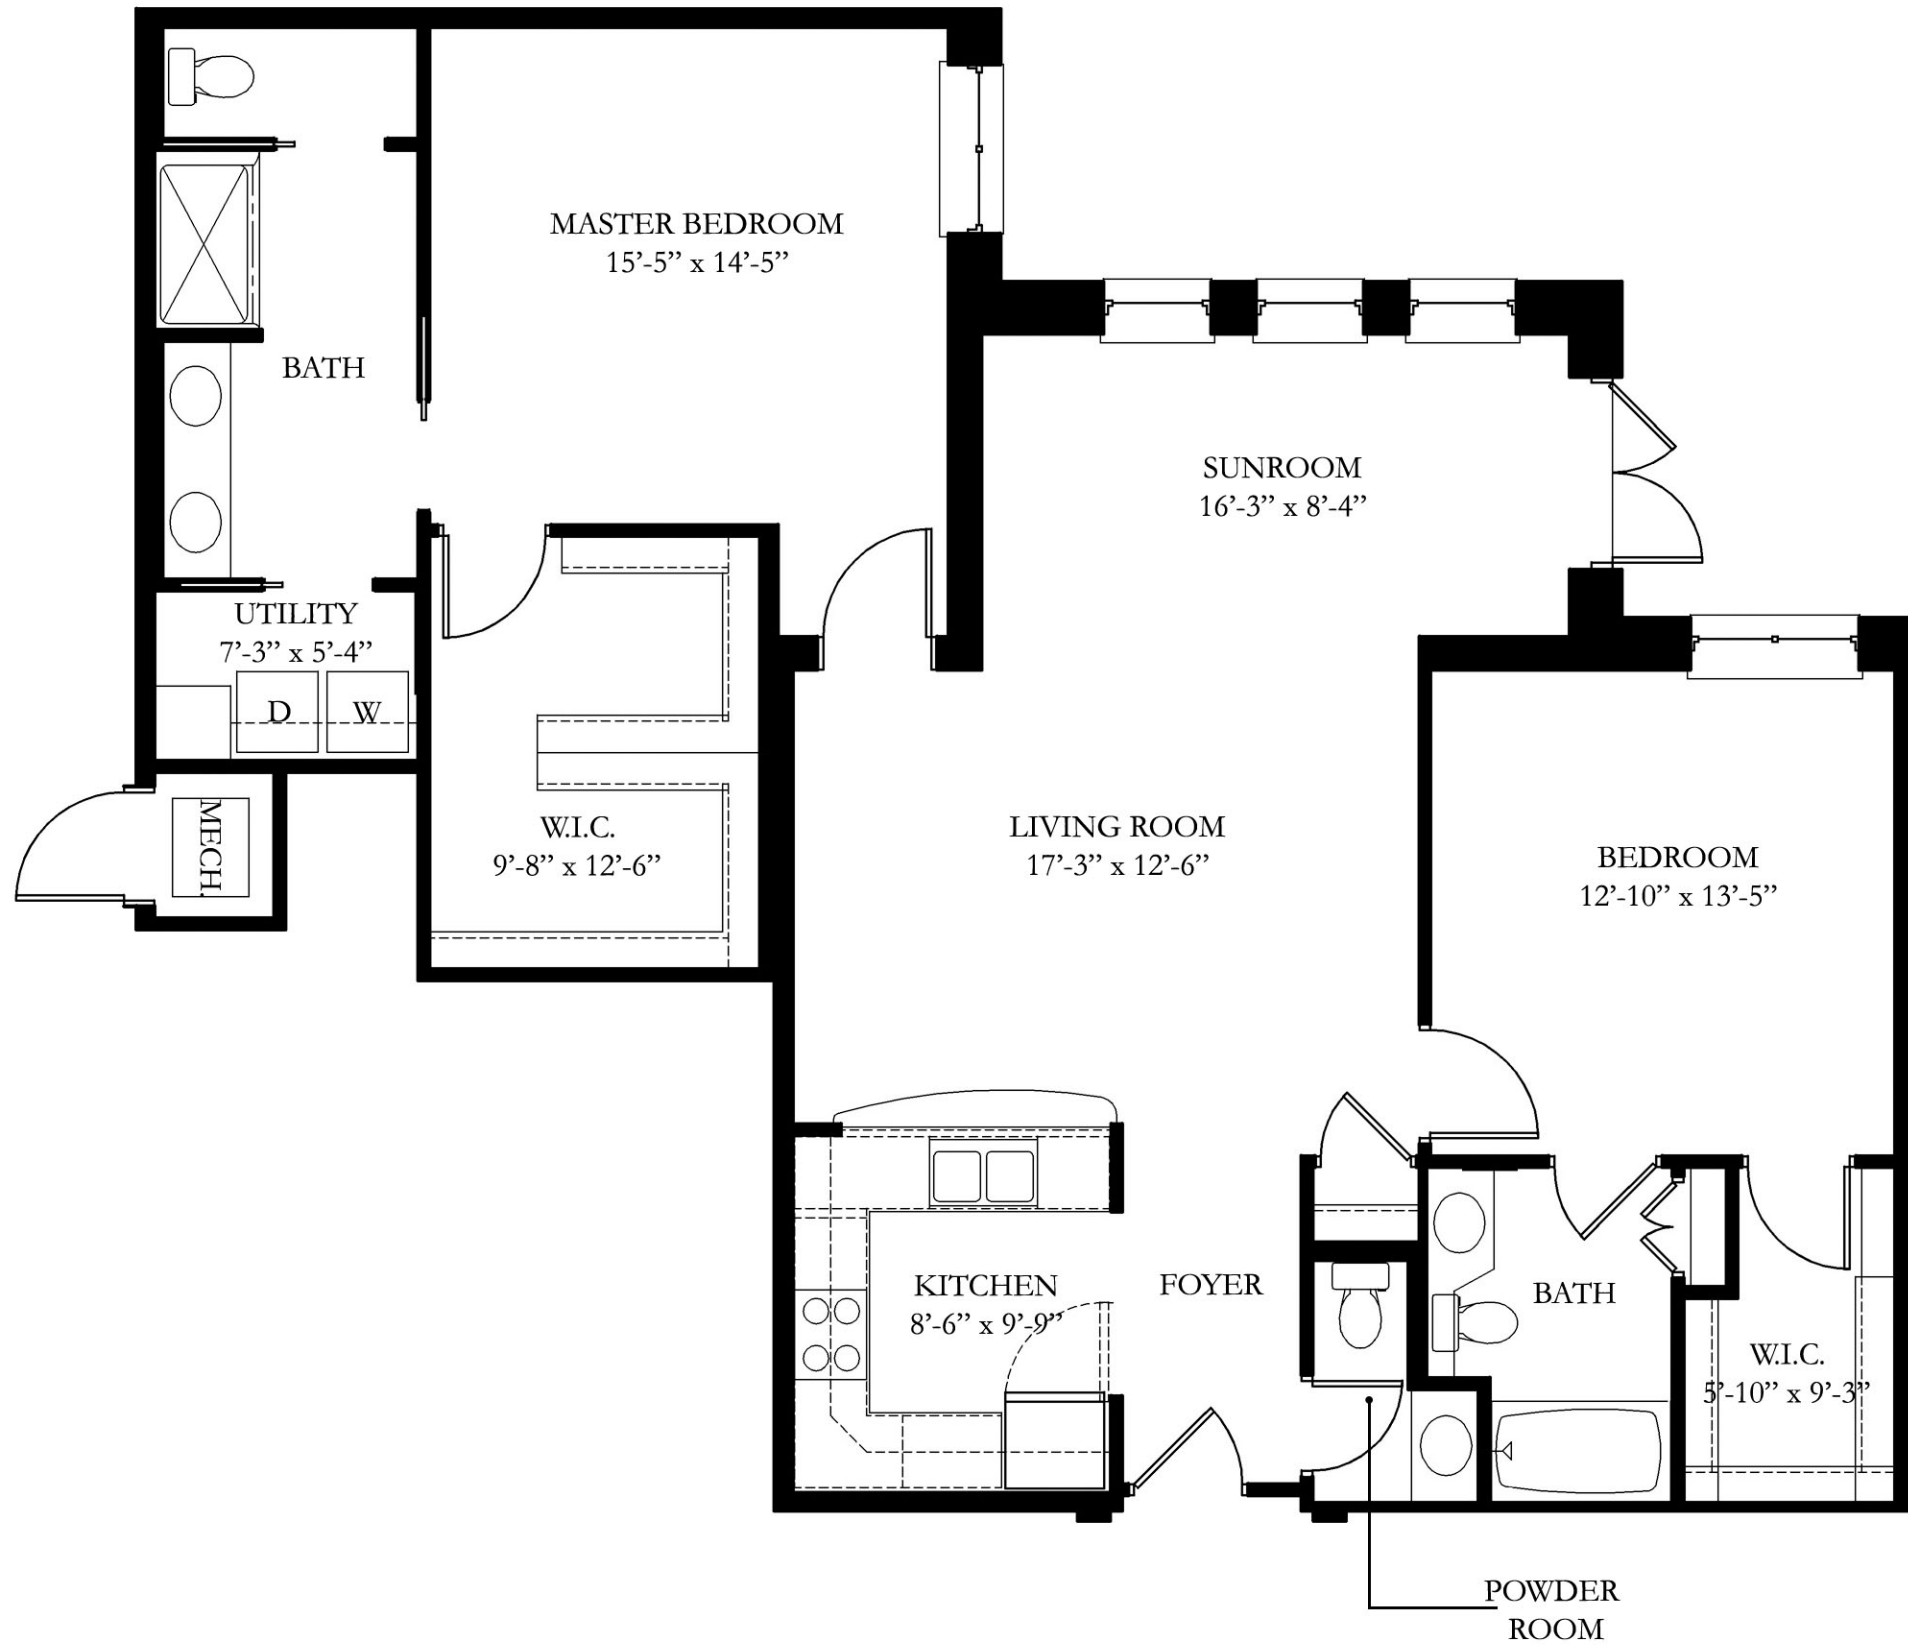 MASTER BEDROOM
15’-5” x 14’-5”
BATH
SUNROOM
16’-3” x 8’-4”
UTILITY
7’-3” x 5’-4”
D
W
MECH.
W.I.C.
9’-8” x 12’-6”
LIVING ROOM
17’-3” x 12’-6”
BEDROOM
12’-10” x 13’-5”
KITCHEN
8’-6” x 9’-9”
FOYER
BATH
W.I.C.
5’-10” x 9’-3”
POWDER
ROOM